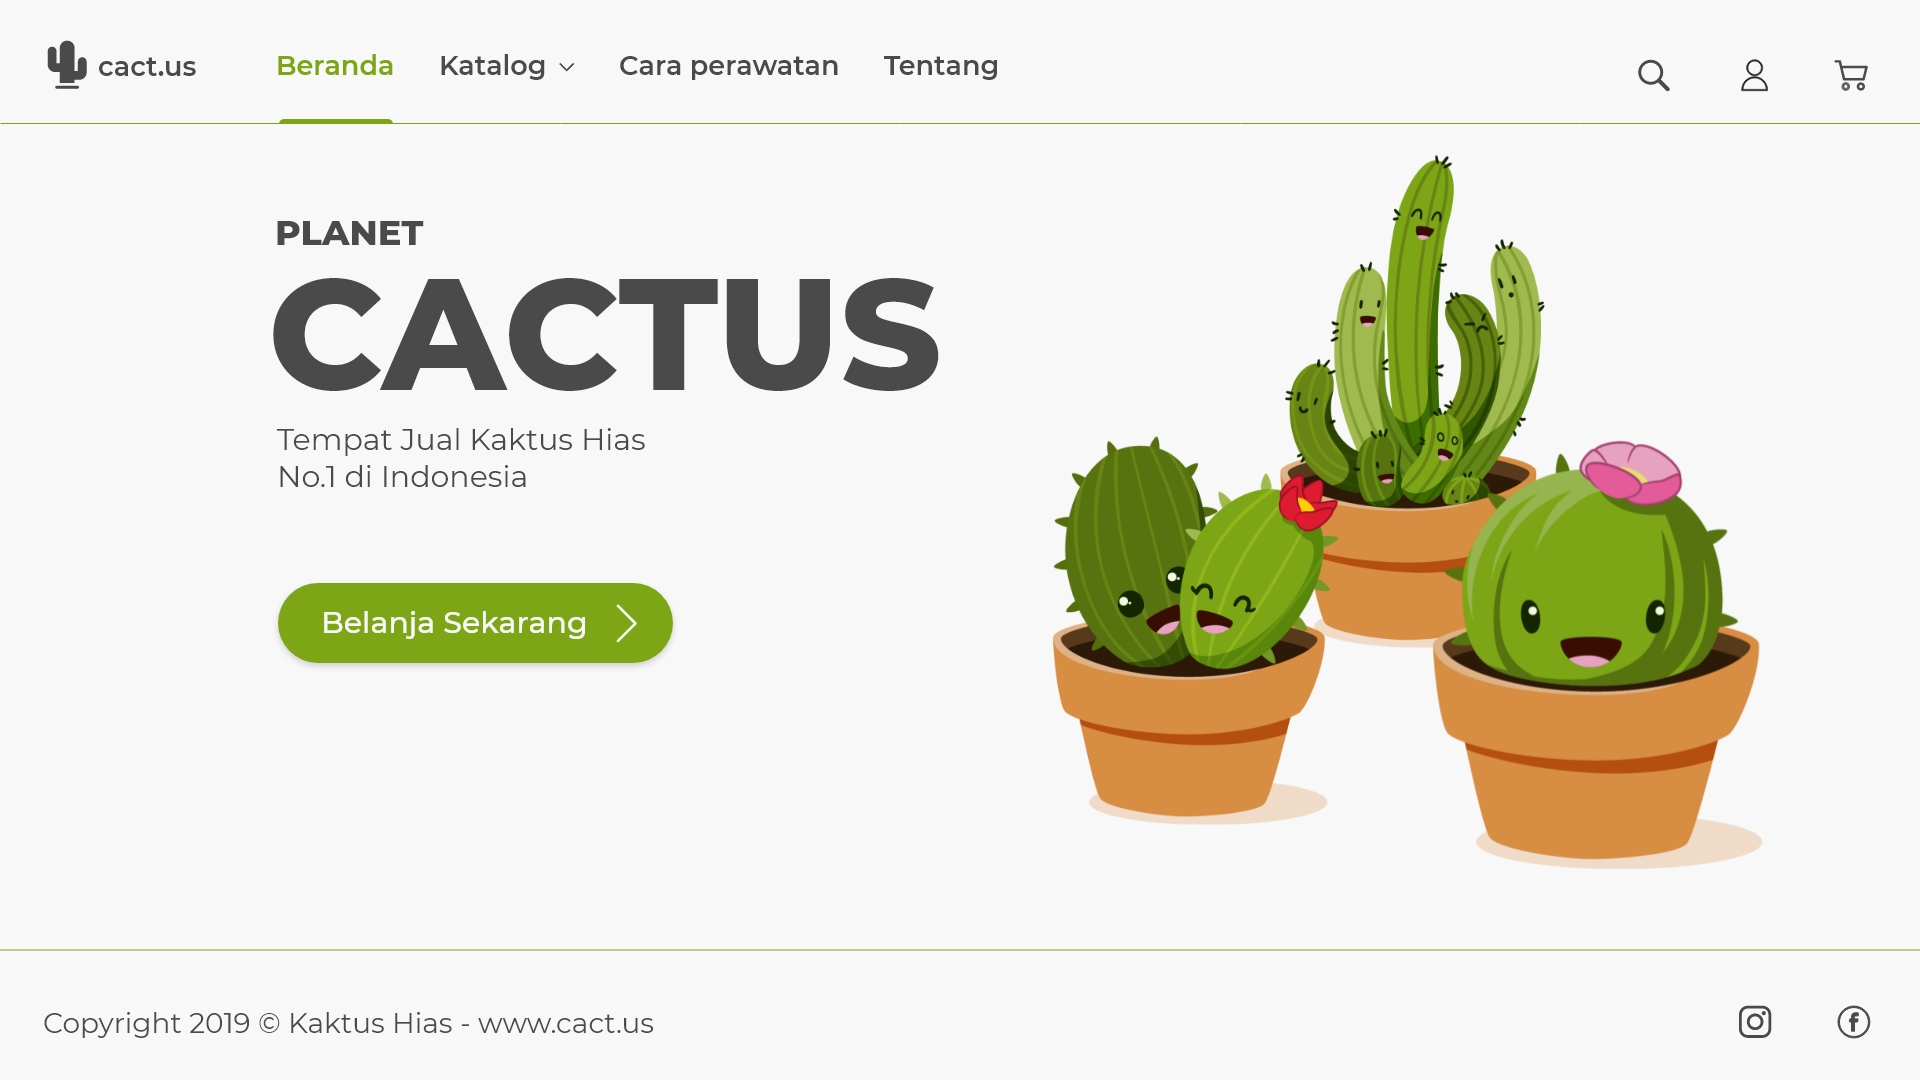 cact.us
Beranda
Katalog
Cara perawatan
Tentang
PLANET
CACTUS
Tempat Jual Kaktus Hias
No.1 di Indonesia
Belanja Sekarang
Copyright 2019 © Kaktus Hias - www.cact.us